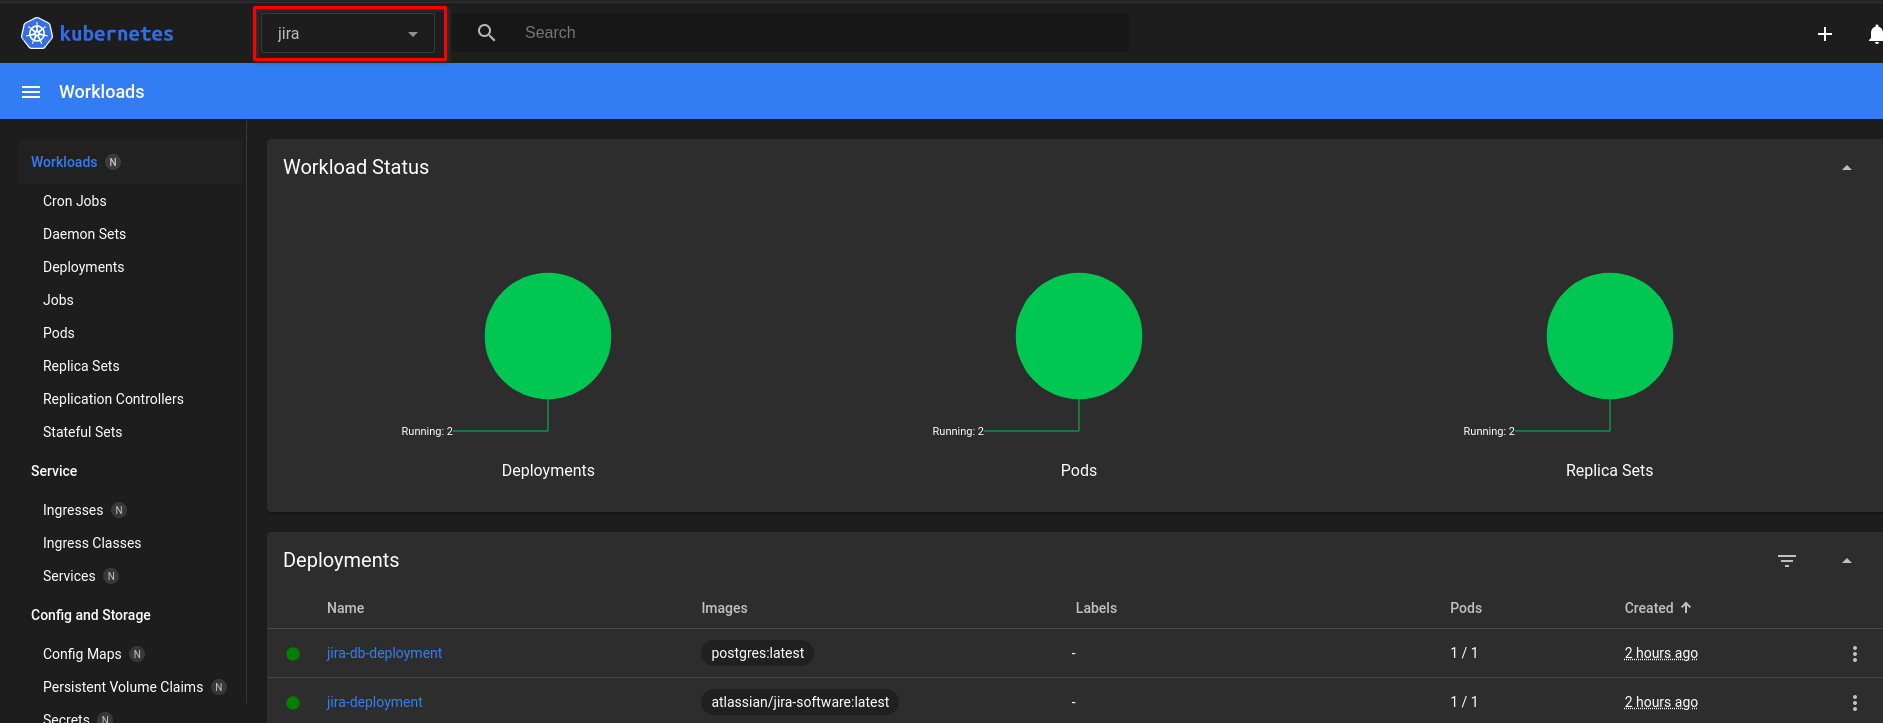 kubernetes
jira
Search
Workloads
Workloads N
Cron Jobs
Daemon Sets
Deployments
Jobs
Pods
Replica Sets
Replication Controllers
Stateful Sets
Service
Ingresses N
Ingress Classes
Services N
Config and Storage
Config Maps N
Persistent Volume Claims N
Secrets N
Workload Status
Running: 2
Deployments
Running: 2
Pods
Running: 2
Replica Sets
Deployments
Name Images Labels Pods Created
jira-db-deployment postgres:latest - 1 / 1 2 hours ago
jira-deployment atlassian/jira-software:latest - 1 / 1 2 hours ago